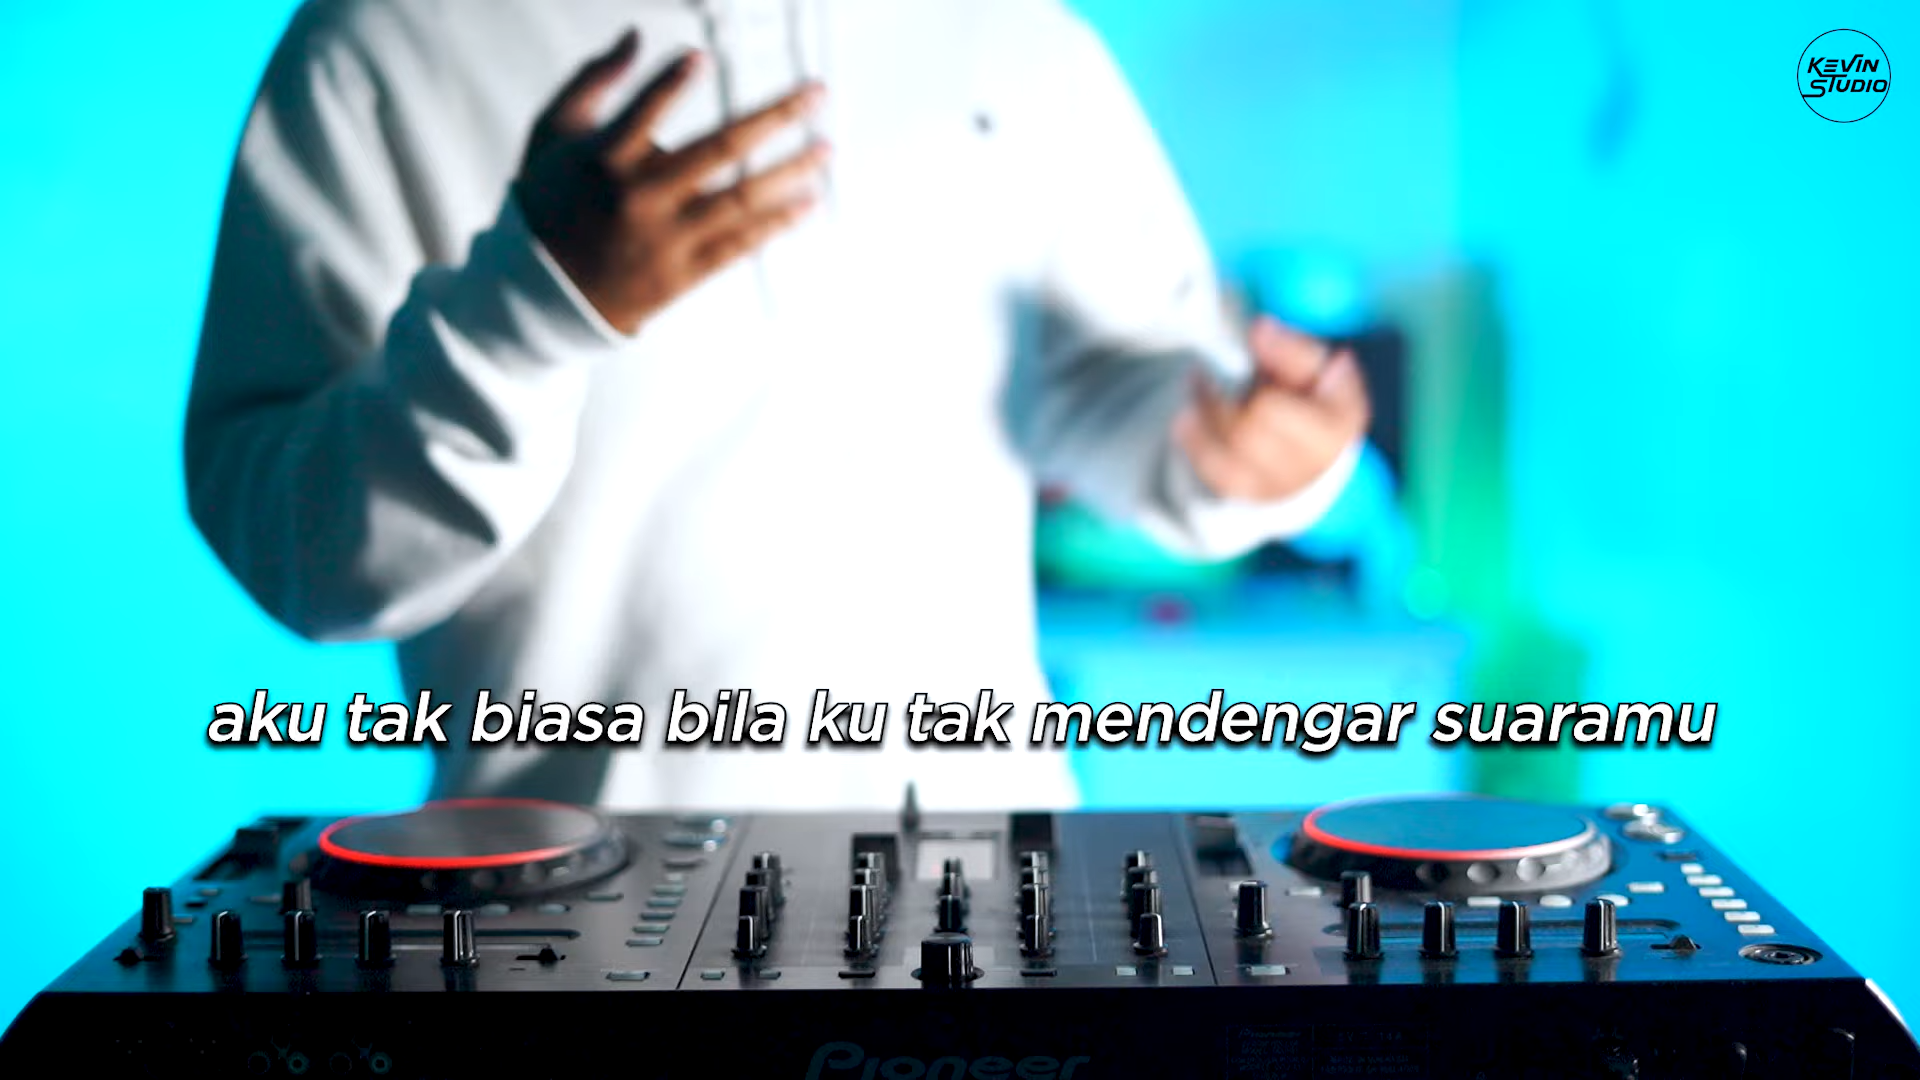 KEVIN
STUDIO
aku tak biasa bila ku tak mendengar suaramu
Pioneer